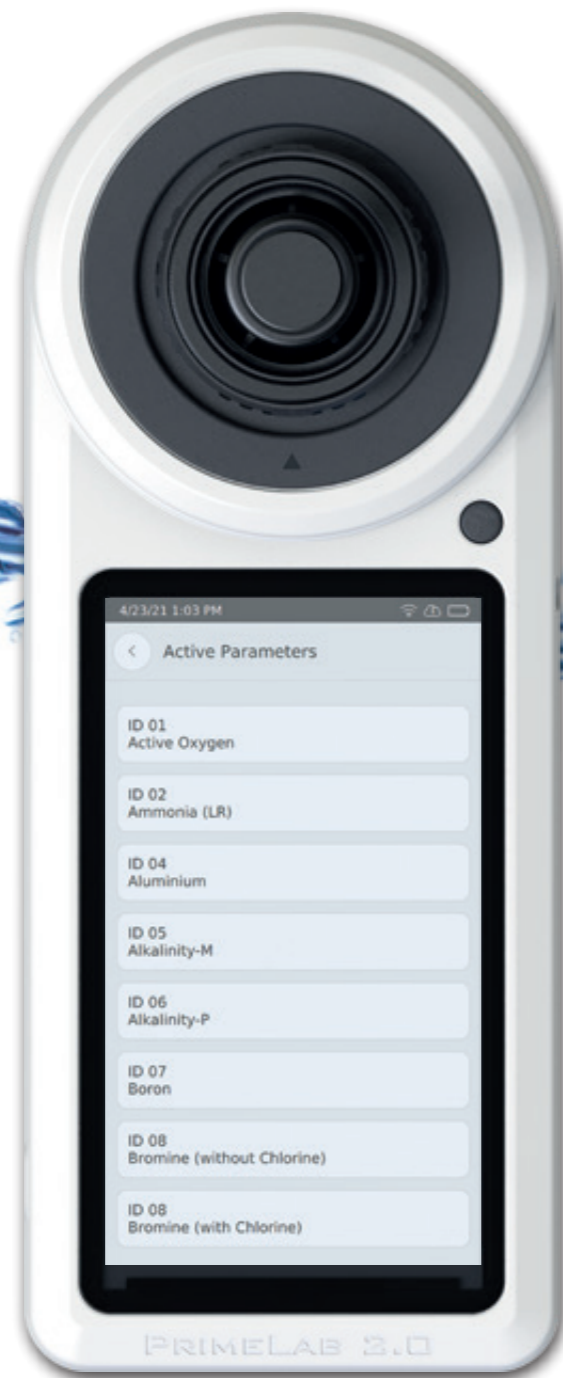 4/23/21 1:03 PM
Active Parameters
ID 01
Active Oxygen
ID 02
Ammonia (LR)
ID 04
Aluminium
ID 05
Alkalinity-M
ID 06
Alkalinity-P
ID 07
Boron
ID 08
Bromine (without Chlorine)
ID 08
Bromine (with Chlorine)
PRIMELAB 2.0